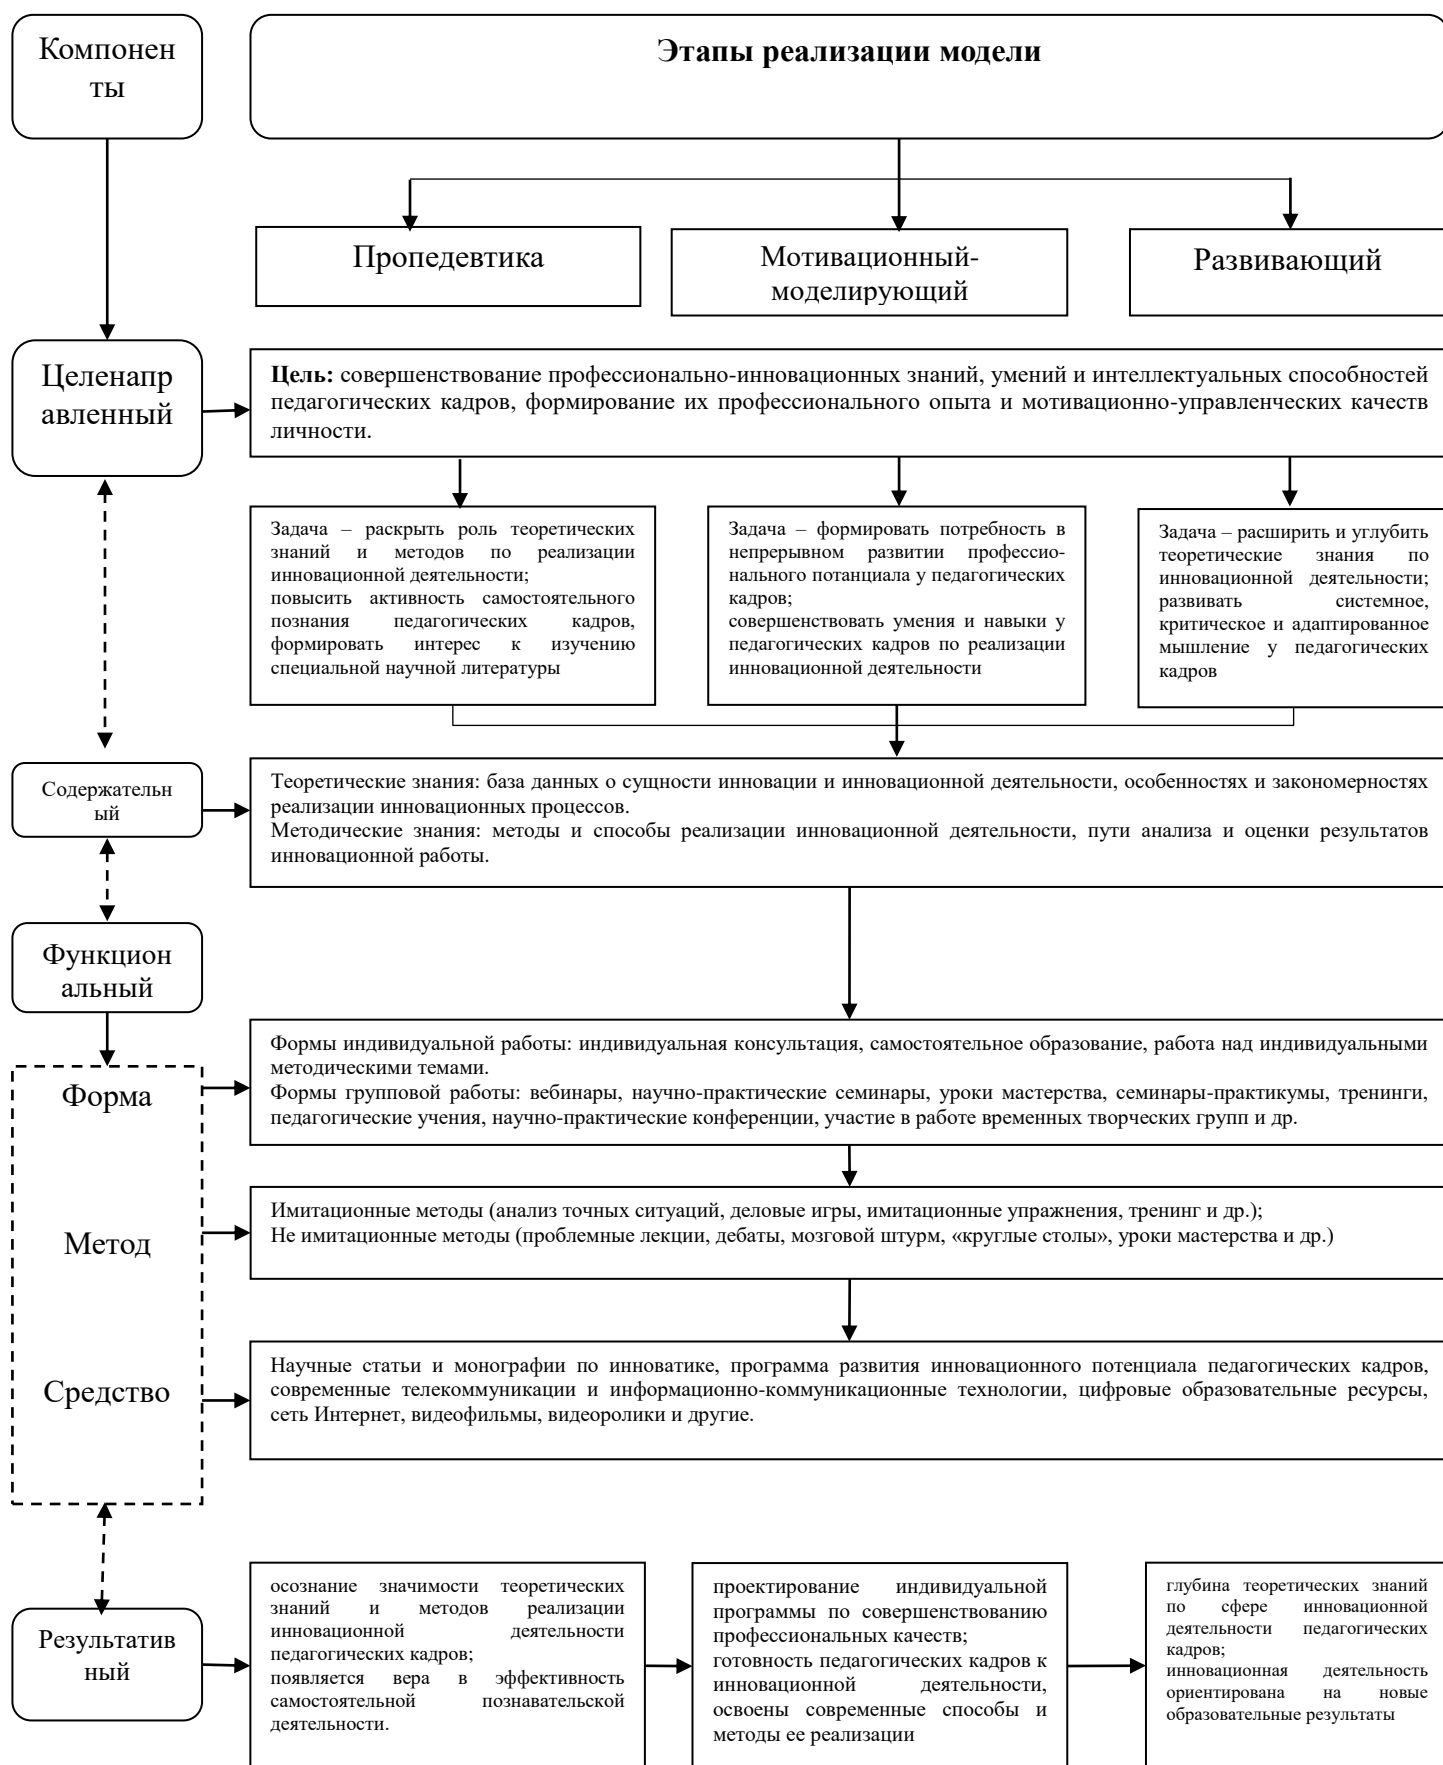 Компонен
ты
Этапы реализации модели
Пропедевтика
Мотивационный-
моделирующий
Развивающий
Целенапр
авленный
Цель: совершенствование профессионально-инновационных знаний, умений и интеллектуальных способностей
педагогических кадров, формирование их профессионального опыта и мотивационно-управленческих качеств
личности.
Задача – раскрыть роль теоретических
знаний и методов по реализации
инновационной деятельности;
повысить активность самостоятельного
познания педагогических кадров,
формировать интерес к изучению
специальной научной литературы
Задача – формировать потребность в
непрерывном развитии профессио-
нального потанциала у педагогических
кадров;
совершенствовать умения и навыки у
педагогических кадров по реализации
инновационной деятельности
Задача – расширить и углубить
теоретические знания по
инновационной деятельности;
развивать системное,
критическое и адаптированное
мышление у педагогических
кадров
Содержательн
ый
Теоретические знания: база данных о сущности инновации и инновационной деятельности, особенностях и закономерностях
реализации инновационных процессов.
Методические знания: методы и способы реализации инновационной деятельности, пути анализа и оценки результатов
инновационной работы.
Функцион
альный
Форма
Формы индивидуальной работы: индивидуальная консультация, самостоятельное образование, работа над индивидуальными
методическими темами.
Формы групповой работы: вебинары, научно-практические семинары, уроки мастерства, семинары-практикумы, тренинги,
педагогические учения, научно-практические конференции, участие в работе временных творческих групп и др.
Метод
Имитационные методы (анализ точных ситуаций, деловые игры, имитационные упражнения, тренинг и др.);
Не имитационные методы (проблемные лекции, дебаты, мозговой штурм, «круглые столы», уроки мастерства и др.)
Средство
Научные статьи и монографии по инноватике, программа развития инновационного потенциала педагогических кадров,
современные телекоммуникации и информационно-коммуникационные технологии, цифровые образовательные ресурсы,
сеть Интернет, видеофильмы, видеоролики и другие.
Результатив
ный
осознание значимости теоретических
знаний и методов реализации
инновационной деятельности
педагогических кадров;
появляется вера в эффективность
самостоятельной познавательской
деятельности.
проектирование индивидуальной
программы по совершенствованию
профессиональных качеств;
готовность педагогических кадров к
инновационной деятельности,
освоены современные способы и
методы ее реализации
глубина теоретических знаний
по сфере инновационной
деятельности педагогических
кадров;
инновационная деятельность
ориентирована на новые
образовательные результаты